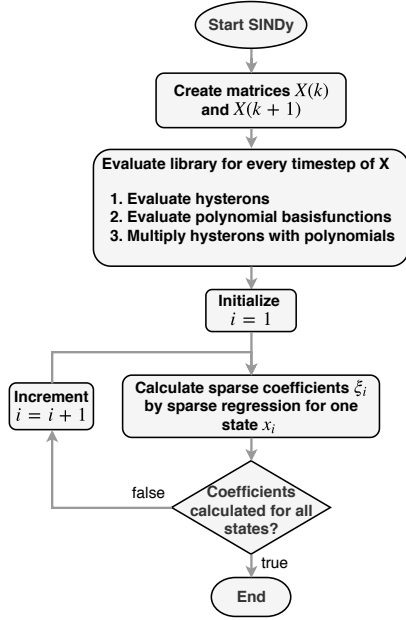 Start SINDy
Create matrices X(k)
and X(k + 1)
Evaluate library for every timestep of X
1. Evaluate hysterons
2. Evaluate polynomial basisfunctions
3. Multiply hysterons with polynomials
Initialize
i = 1
Calculate sparse coefficients ξ_i
by sparse regression for one
state x_i
Increment
i = i + 1
false
Coefficients
calculated for all
states?
true
End